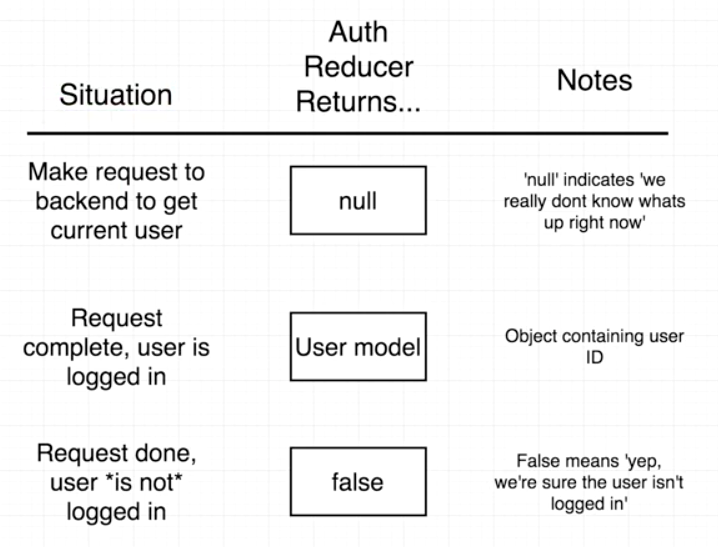 Situation
Auth
Reducer
Returns...
Notes
Make request to
backend to get
current user
null
'null' indicates 'we
really dont know whats
up right now'
Request
complete, user is
logged in
User model
Object containing user
ID
Request done,
user *is not*
logged in
false
False means 'yep,
we're sure the user isn't
logged in'